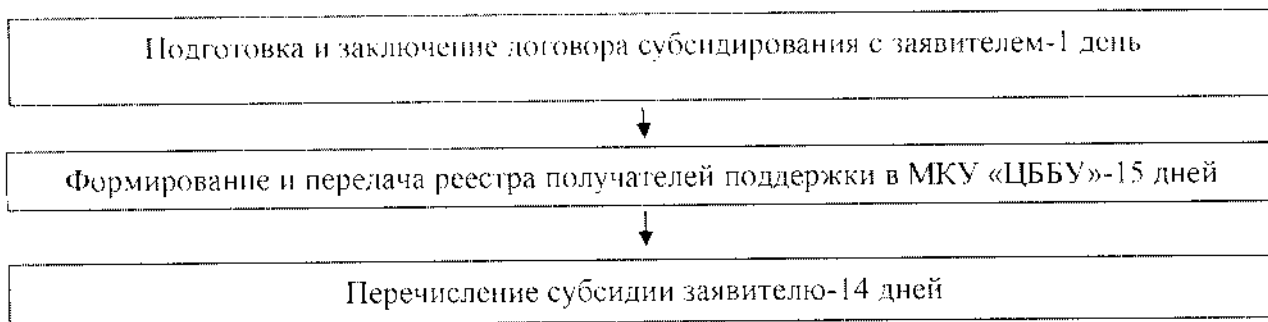 Подготовка и заключение договора субсидирования с заявителем-1 день
Формирование и передача реестра получателей поддержки в МКУ «ЦББУ»-15 дней
Перечисление субсидии заявителю-14 дней